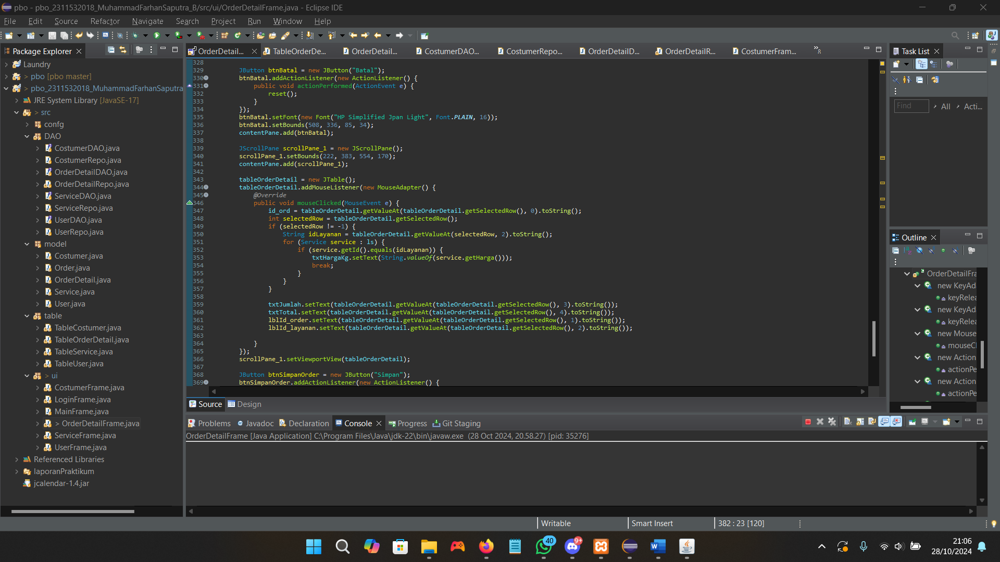 pbo - pbo_2311532018_MuhammadFarhanSaputra_B/src/ui/OrderDetailFrame.java - Eclipse IDE
File Edit Source Refactor Navigate Search Project Run Window Help
Package Explorer
Laundry
> pbo [pbo master]
> pbo_2311532018_MuhammadFarhanSaputra
JRE System Library [JavaSE-17]
> src
confg
DAO
CostumerDAO.java
CostumerRepo.java
OrderDetailDAO.java
OrderDetailRepo.java
ServiceDAO.java
ServiceRepo.java
UserDAO.java
UserRepo.java
model
Costumer.java
Order.java
OrderDetail.java
Service.java
User.java
table
TableCostumer.java
TableOrderDetail.java
TableService.java
TableUser.java
> ui
CostumerFrame.java
LoginFrame.java
MainFrame.java
> OrderDetailFrame.java
ServiceFrame.java
UserFrame.java
Referenced Libraries
laporanPraktikum
jcalendar-1.4.jar
OrderDetail... TableOrderDe... OrderDetail... CostumerDAO... CostumerRepo... OrderDetailD... OrderDetailR... CostumerFram... »8
328
329 JButton btnBatal = new JButton("Batal");
330 btnBatal.addActionListener(new ActionListener() {
331 public void actionPerformed(ActionEvent e) {
332 reset();
333 }
334 });
335 btnBatal.setFont(new Font("HP Simplified Jpan Light", Font.PLAIN, 16));
336 btnBatal.setBounds(508, 336, 85, 34);
337 contentPane.add(btnBatal);
338
339 JScrollPane scrollPane_1 = new JScrollPane();
340 scrollPane_1.setBounds(222, 383, 554, 170);
341 contentPane.add(scrollPane_1);
342
343 tableOrderDetail = new JTable();
344 tableOrderDetail.addMouseListener(new MouseAdapter() {
345 @Override
346 public void mouseClicked(MouseEvent e) {
347 id_ord = tableOrderDetail.getValueAt(tableOrderDetail.getSelectedRow(), 0).toString();
348 int selectedRow = tableOrderDetail.getSelectedRow();
349 if (selectedRow != -1) {
350 String idLayanan = tableOrderDetail.getValueAt(selectedRow, 2).toString();
351 for (Service service : ls) {
352 if (service.getId().equals(idLayanan)) {
353 txtHargaKg.setText(String.valueOf(service.getHarga()));
354 break;
355 }
356 }
357 }
358
359 txtJumlah.setText(tableOrderDetail.getValueAt(tableOrderDetail.getSelectedRow(), 3).toString());
360 txtTotal.setText(tableOrderDetail.getValueAt(tableOrderDetail.getSelectedRow(), 4).toString());
361 lblId_order.setText(tableOrderDetail.getValueAt(tableOrderDetail.getSelectedRow(), 1).toString());
362 lblId_layanan.setText(tableOrderDetail.getValueAt(tableOrderDetail.getSelectedRow(), 2).toString());
363
364 }
365 });
366 scrollPane_1.setViewportView(tableOrderDetail);
367
368 JButton btnSimpanOrder = new JButton("Simpan");
369 btnSimpanOrder.addActionListener(new ActionListener() {
Source Design
Problems Javadoc Declaration Console Progress Git Staging
OrderDetailFrame [Java Application] C:\Program Files\Java\jdk-22\bin\javaw.exe (28 Oct 2024, 20.58.27) [pid: 35276]
Task List
Find All Acti...
Outline
OrderDetailFra
new KeyAd
keyRelea
new KeyAd
keyRelea
new Mouse
mouseCl
new Action
actionPe
new Action
actionPe
Writable Smart Insert 382 : 23 [120]
40
9+
21:06
28/10/2024